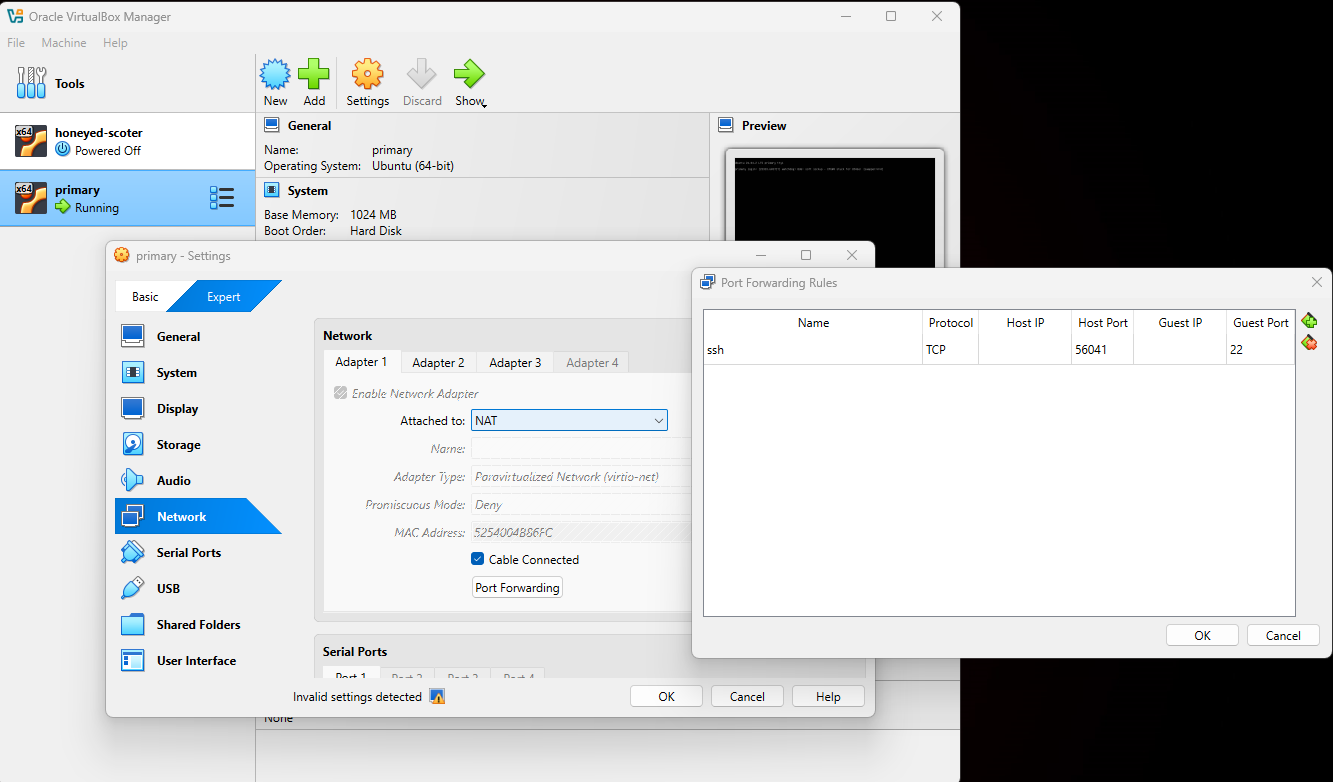 Oracle VirtualBox Manager
File Machine Help
Tools
New Add Settings Discard Show
honeyed-scoter
Powered Off
primary
Running
General
Name: primary
Operating System: Ubuntu (64-bit)
System
Base Memory: 1024 MB
Boot Order: Hard Disk
Preview
primary - Settings
Basic Expert
General
System
Display
Storage
Audio
Network
Serial Ports
USB
Shared Folders
User Interface
Network
Adapter 1 Adapter 2 Adapter 3 Adapter 4
Enable Network Adapter
Attached to: NAT
Name:
Adapter Type: Paravirtualized Network (virtio-net)
Promiscuous Mode: Deny
MAC Address: 5254004B86FC
Cable Connected
Port Forwarding
Serial Ports
Port 1 Port 2 Port 3 Port 4
Invalid settings detected
OK Cancel Help
None
Port Forwarding Rules
Name Protocol Host IP Host Port Guest IP Guest Port
ssh TCP 56041 22
OK Cancel